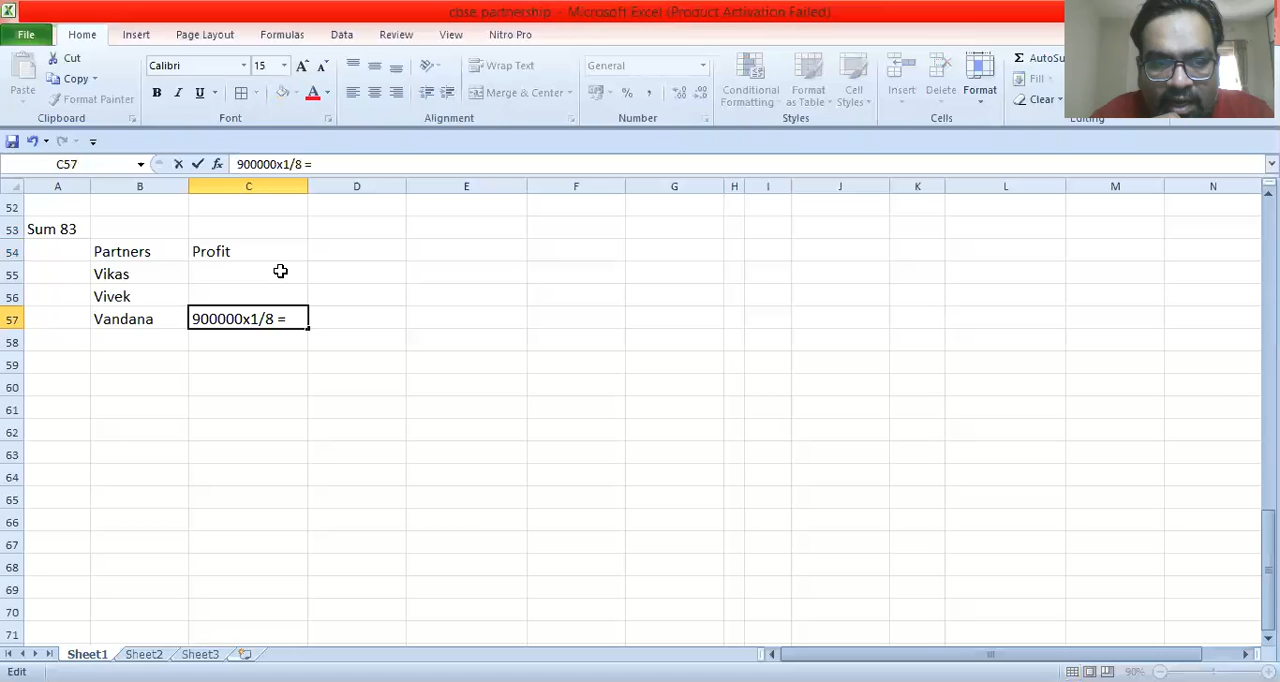 cbse partnership - Microsoft Excel (Product Activation Failed)
File Home Insert Page Layout Formulas Data Review View Nitro Pro
Cut
Copy
Format Painter
Paste
Clipboard
Calibri 15
B I U
Font
Wrap Text
Merge & Center
Alignment
General
%
Number
Conditional Formatting
Format as Table
Cell Styles
Styles
Insert Delete Format
Cells
Σ AutoSu
Fill
Clear
Editing
C57 fx 900000x1/8 =
A B C D E F G H I J K L M N
52
53 Sum 83
54 Partners Profit
55 Vikas
56 Vivek
57 Vandana 900000x1/8 =
58
59
60
61
62
63
64
65
66
67
68
69
70
71
Sheet1 Sheet2 Sheet3
Edit 90%